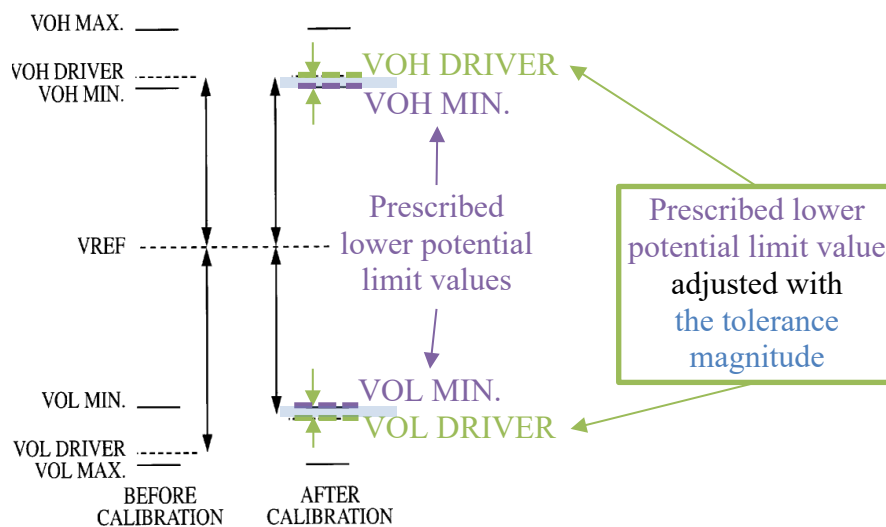 VOH MAX.
VOH DRIVER
VOH MIN.
VREF
VOL MIN.
VOL DRIVER
VOL MAX.
BEFORE
CALIBRATION
AFTER
CALIBRATION
VOH DRIVER
VOH MIN.
Prescribed
lower potential
limit values
VOL MIN.
VOL DRIVER
Prescribed lower
potential limit value
adjusted with
the tolerance
magnitude